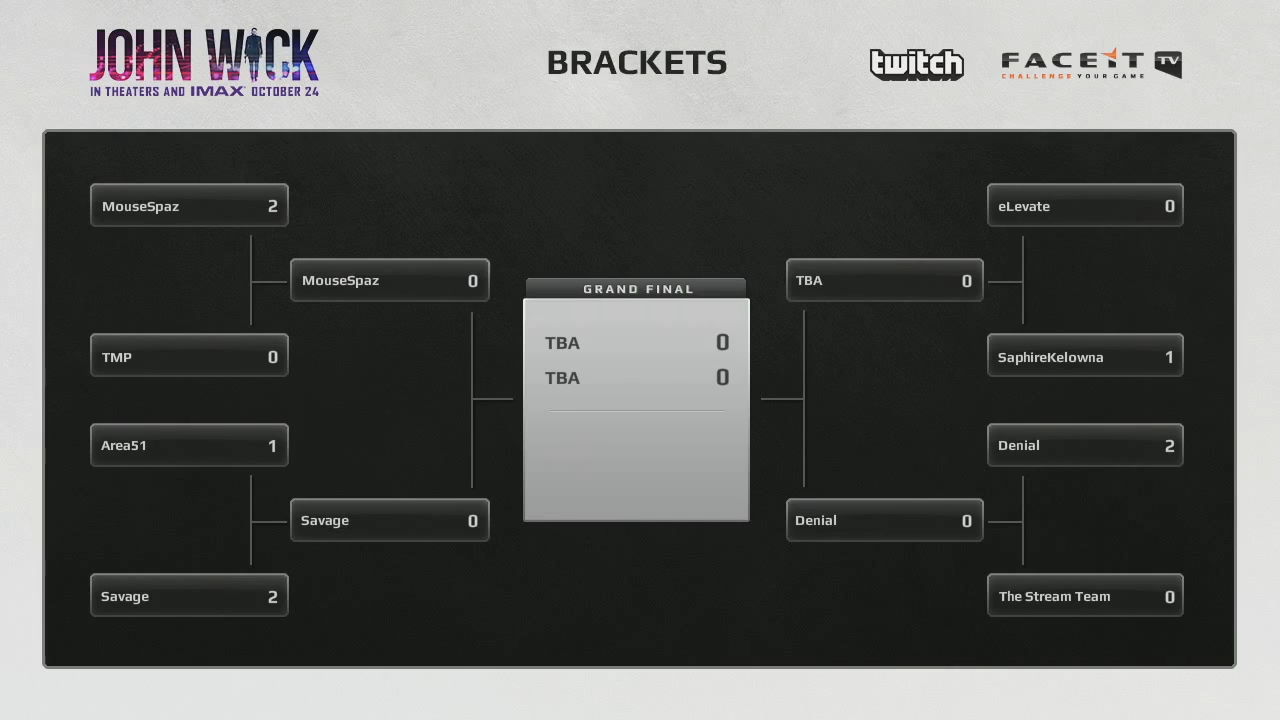 JOHN WICK
IN THEATERS AND IMAX OCTOBER 24
BRACKETS
twitch
FACEIT TV
CHALLENGE YOUR GAME
MouseSpaz 2
TMP 0
Area51 1
Savage 2
MouseSpaz 0
Savage 0
GRAND FINAL
TBA 0
TBA 0
TBA 0
Denial 0
eLevate 0
SaphireKelowna 1
Denial 2
The Stream Team 0